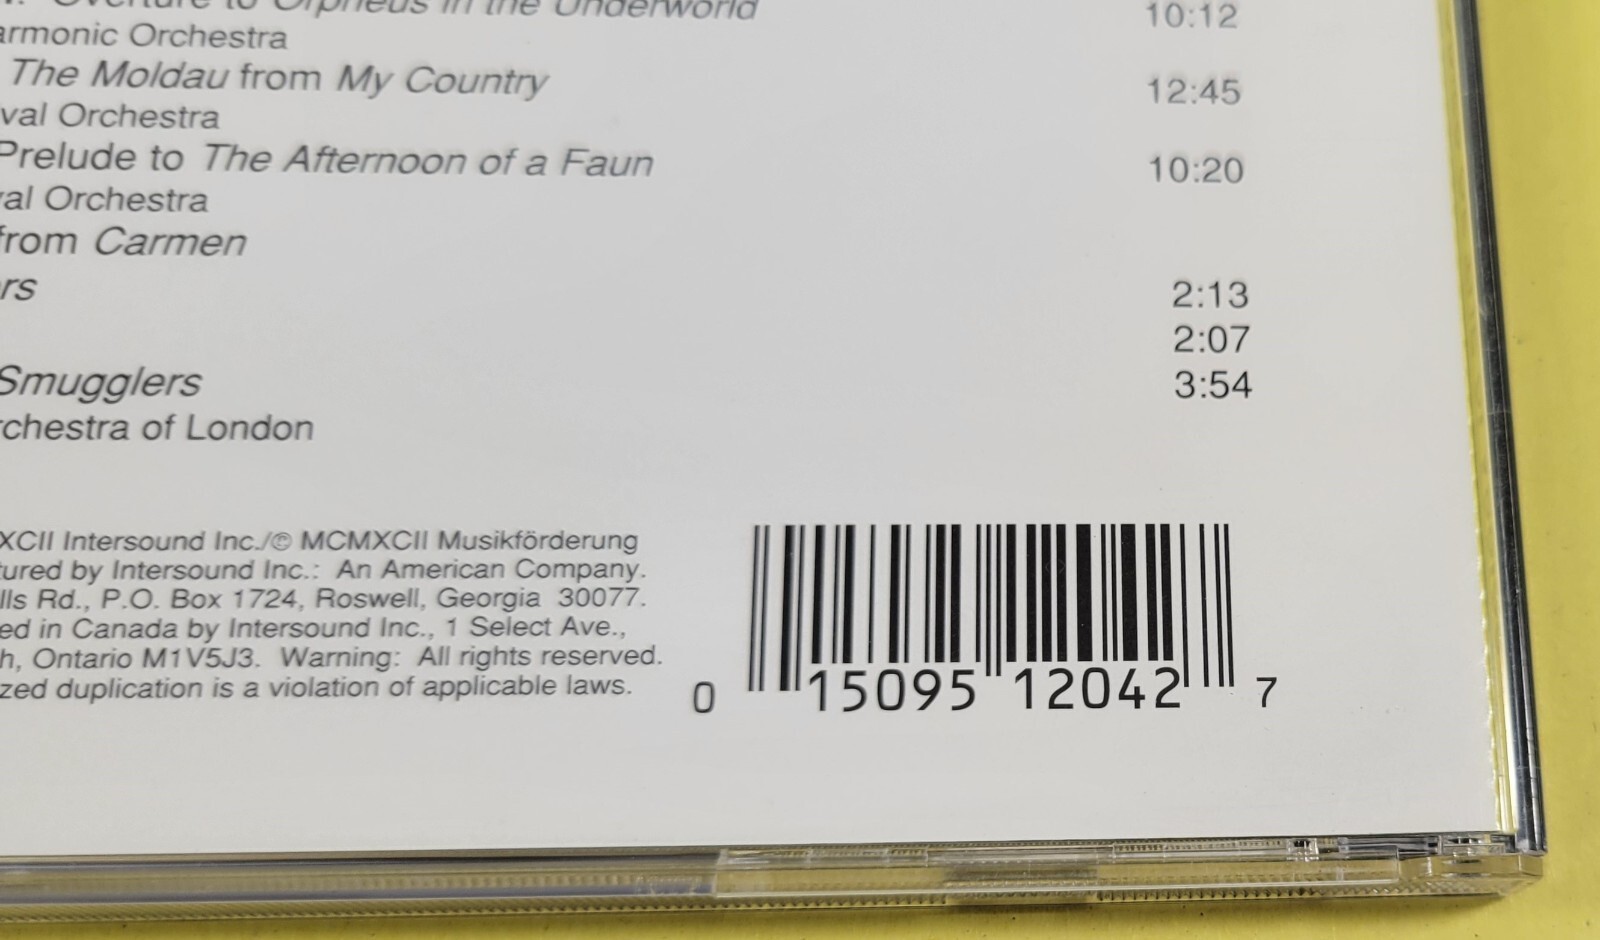 Overture to Orpheus in the Underworld 10:12
armonic Orchestra
The Moldau from My Country 12:45
val Orchestra
Prelude to The Afternoon of a Faun 10:20
val Orchestra
from Carmen
rs 2:13
2:07
Smugglers 3:54
rchestra of London
XCII Intersound Inc./℗ MCMXCII Musikförderung
tured by Intersound Inc.: An American Company.
lls Rd., P.O. Box 1724, Roswell, Georgia 30077.
ed in Canada by Intersound Inc., 1 Select Ave.,
h, Ontario M1V5J3. Warning: All rights reserved.
zed duplication is a violation of applicable laws.
0 15095 12042 7